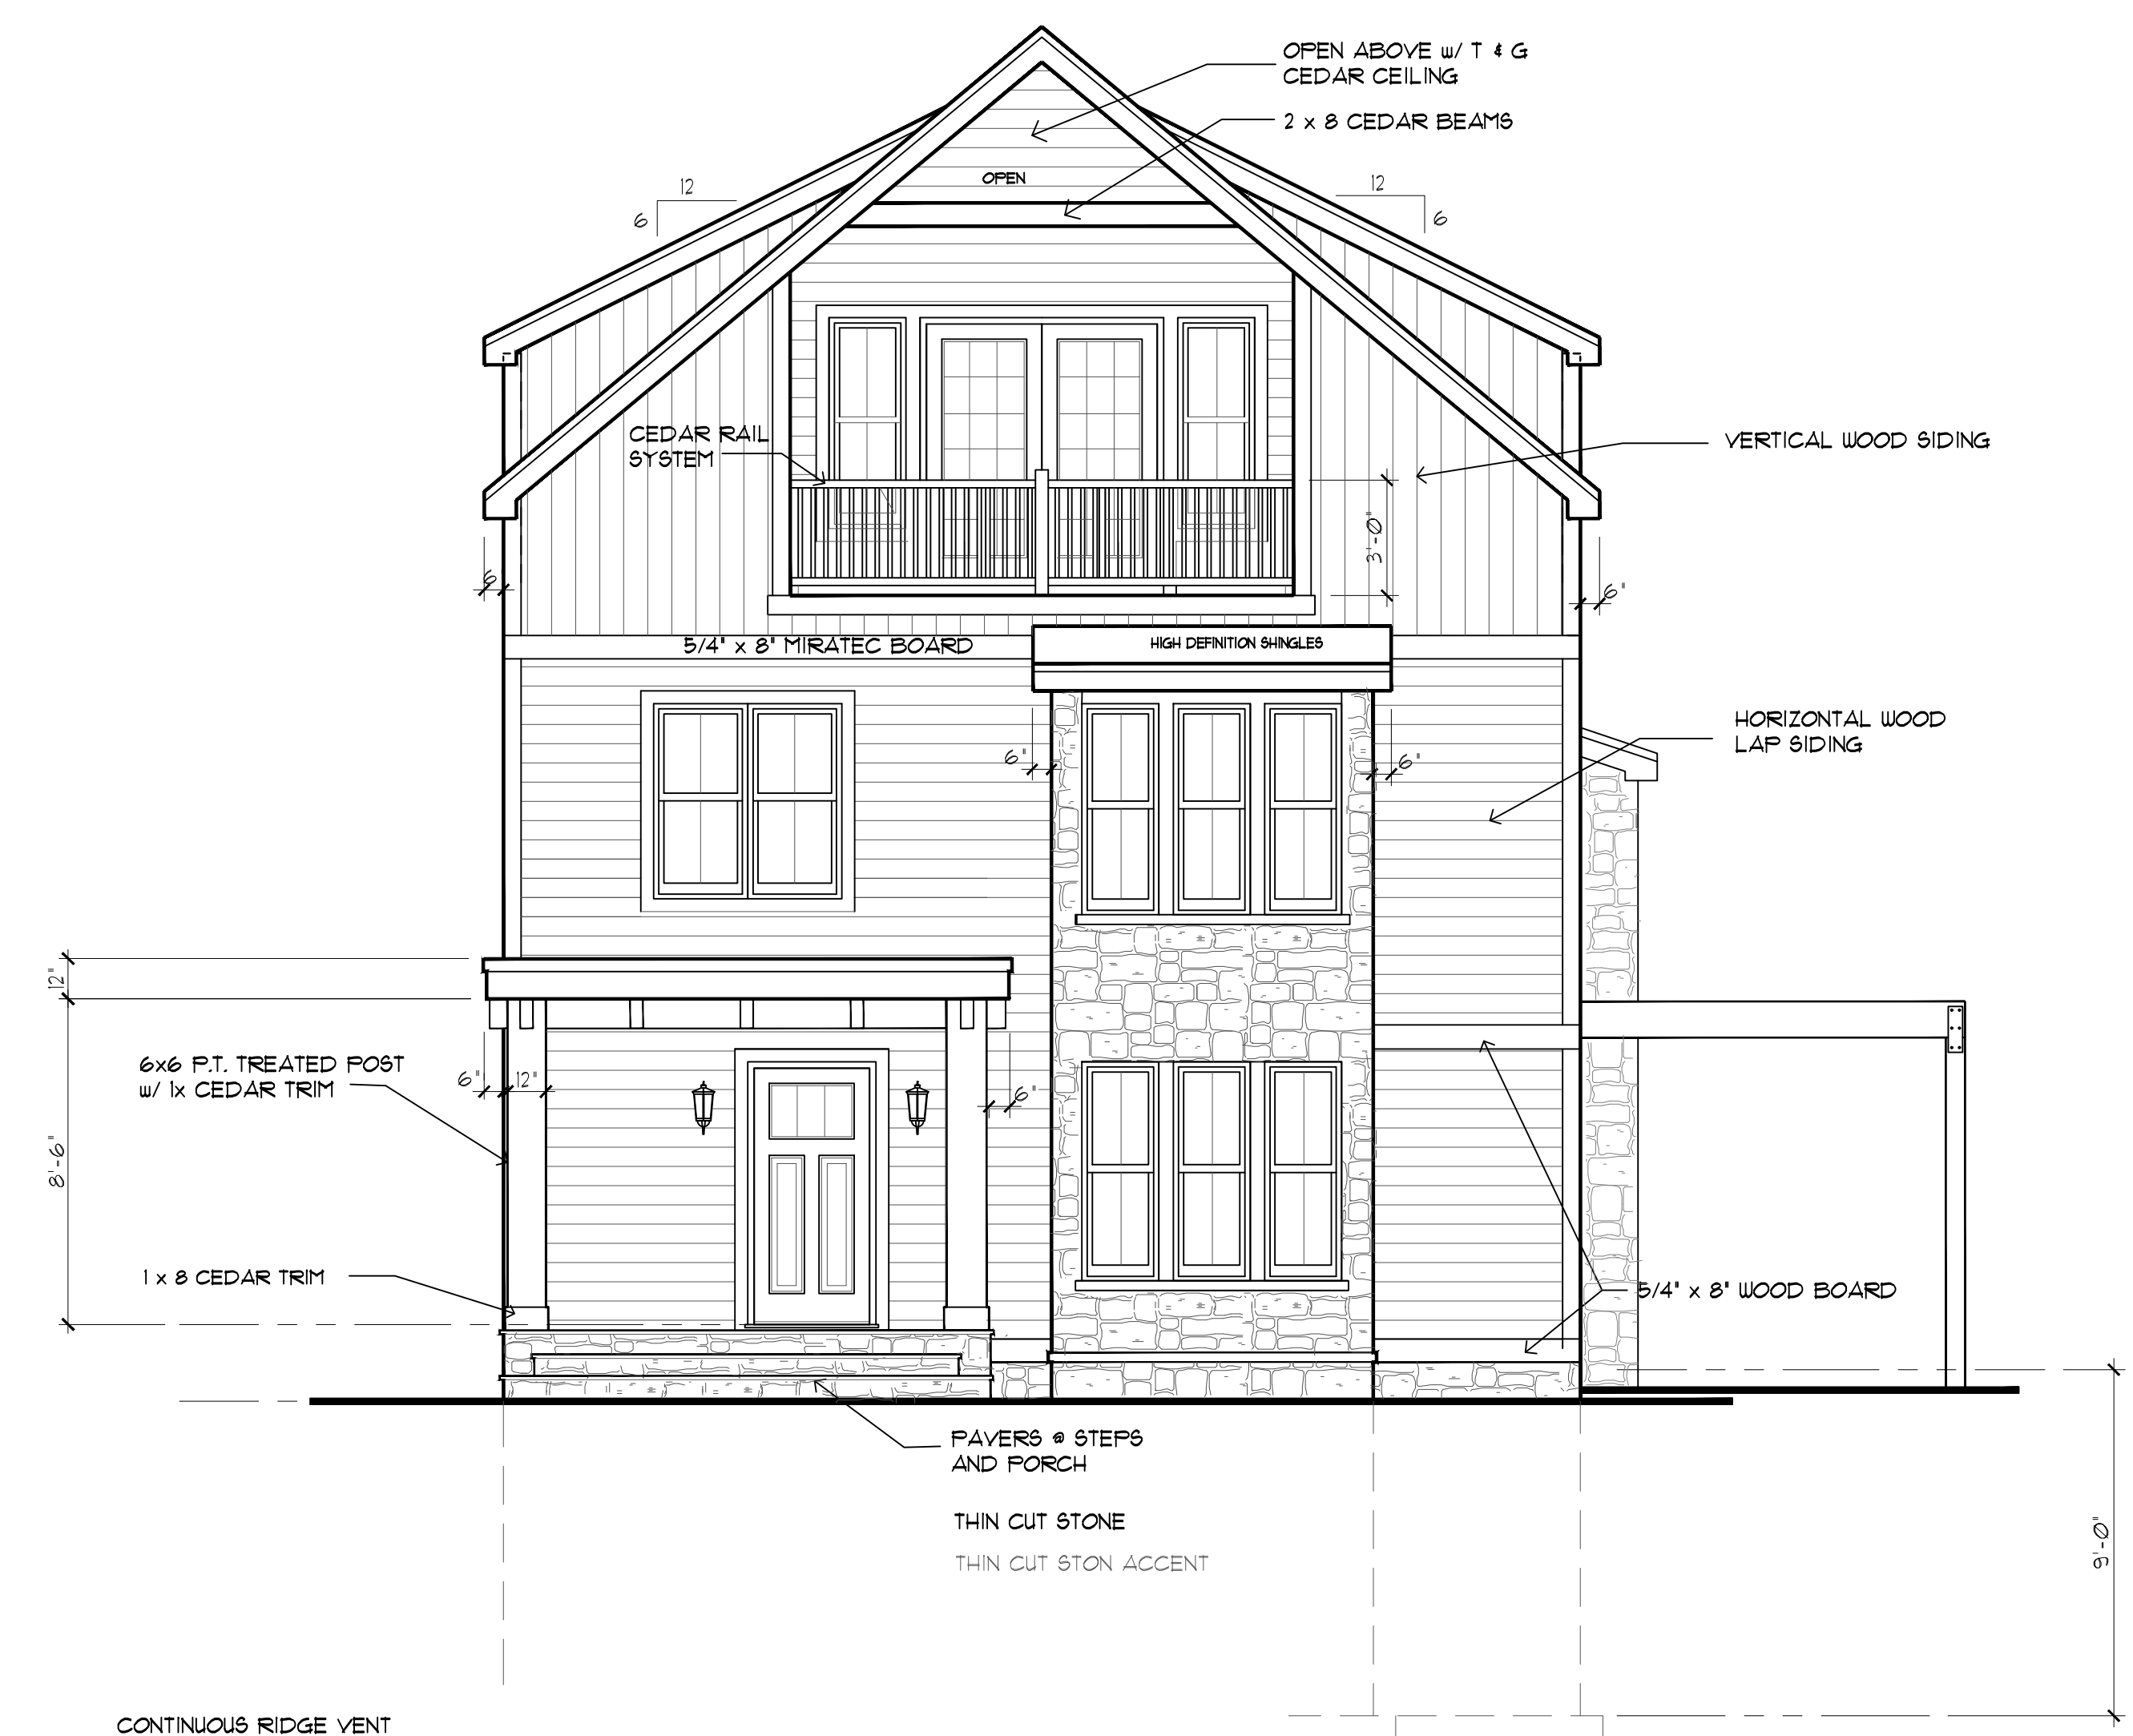 OPEN ABOVE w/ T & G
CEDAR CEILING
2 x 8 CEDAR BEAMS
OPEN
12
6
12
6
CEDAR RAIL
SYSTEM
VERTICAL WOOD SIDING
3'-0"
6
6"
5/4" x 8" MIRATEC BOARD
HIGH DEFINITION SHINGLES
HORIZONTAL WOOD
LAP SIDING
6"
6"
12"
8'-6"
6x6 P.T. TREATED POST
w/ 1x CEDAR TRIM
6"
12"
6"
1 x 8 CEDAR TRIM
5/4" x 8" WOOD BOARD
PAVERS @ STEPS
AND PORCH
THIN CUT STONE
THIN CUT STON ACCENT
9'-0"
CONTINUOUS RIDGE VENT